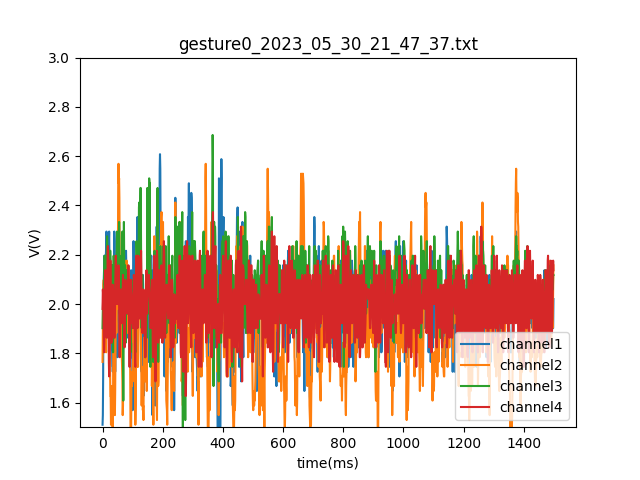 gesture0_2023_05_30_21_47_37.txt
3.0
2.8
2.6
2.4
2.2
2.0
1.8
1.6
V(V)
channel1
channel2
channel3
channel4
0 200 400 600 800 1000 1200 1400
time(ms)